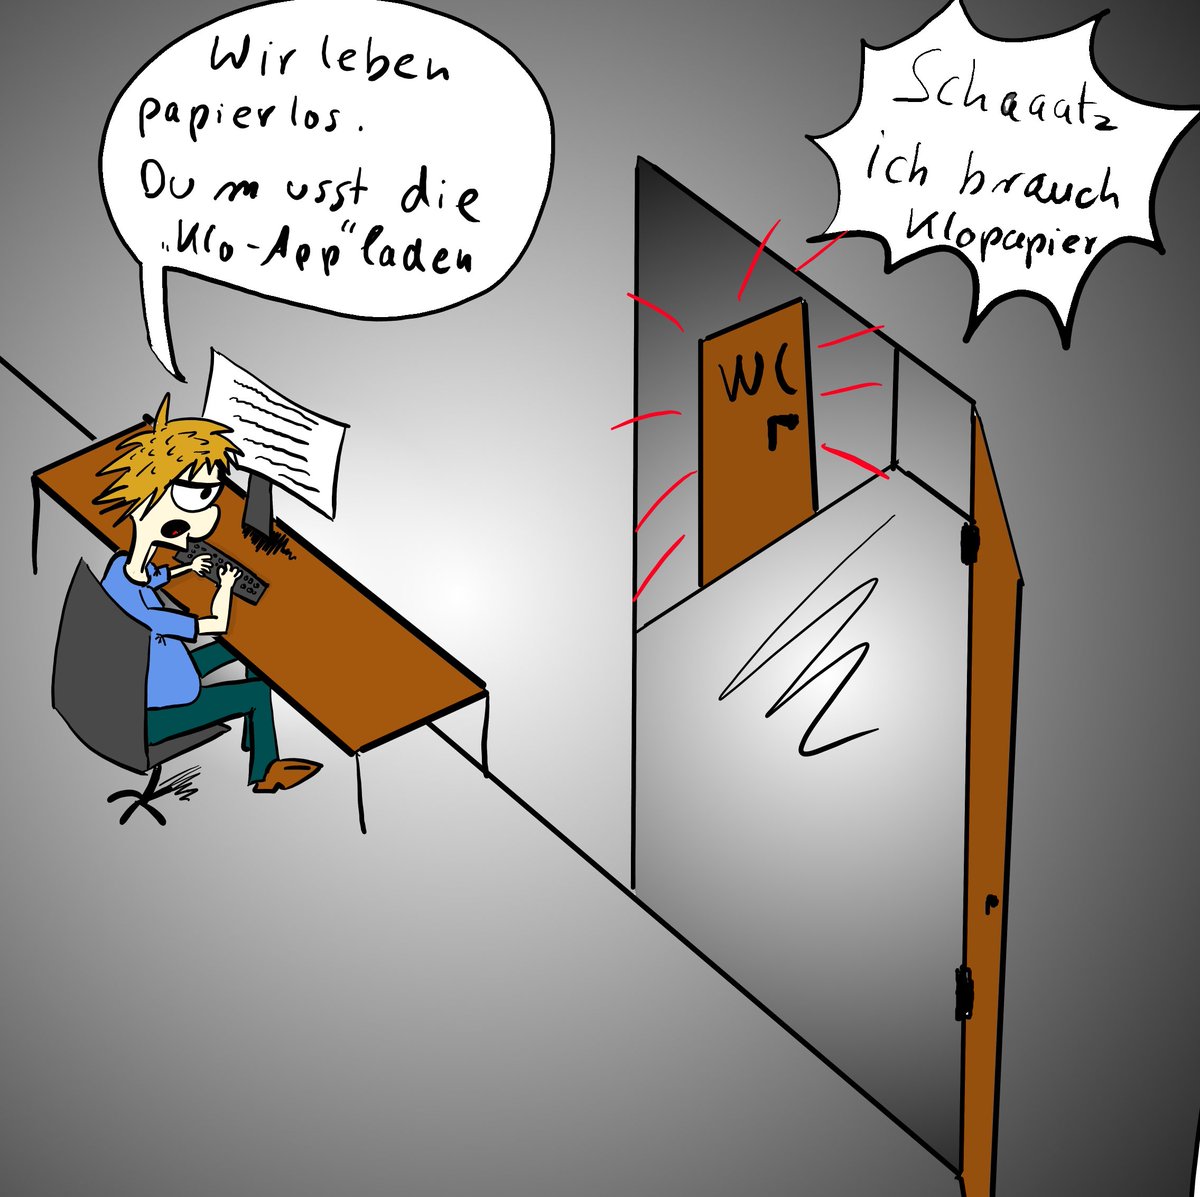 Wir leben
papierlos.
Du musst die
„Klo-App“ laden
Schaaatz
ich brauch
Klopapier
WC